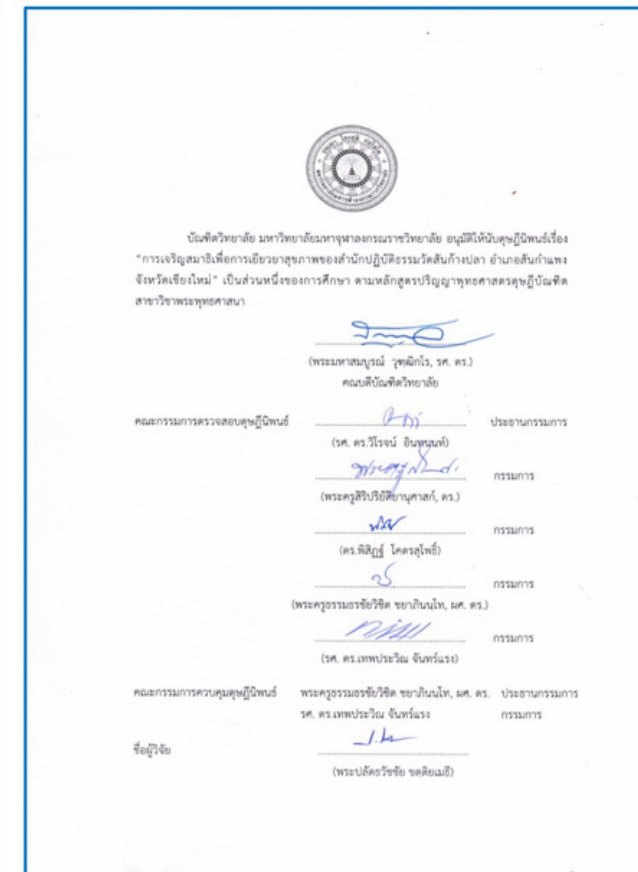 บัณฑิตวิทยาลัย มหาวิทยาลัยมหาจุฬาลงกรณราชวิทยาลัย อนุมัติให้นับดุษฎีนิพนธ์เรื่อง
"การเจริญสมาธิเพื่อการเยียวยาสุขภาพของสำนักปฏิบัติธรรมวัดสันก้างปลา อำเภอสันกำแพง
จังหวัดเชียงใหม่" เป็นส่วนหนึ่งของการศึกษา ตามหลักสูตรปริญญาพุทธศาสตรดุษฎีบัณฑิต
สาขาวิชาพระพุทธศาสนา
(พระมหาสมบูรณ์ วุฑฺฒิกโร, รศ. ดร.)
คณบดีบัณฑิตวิทยาลัย
คณะกรรมการตรวจสอบดุษฎีนิพนธ์ ประธานกรรมการ
(รศ. ดร.วิโรจน์ อินทนนท์)
กรรมการ
(พระครูสิริปริยัติยานุศาสก์, ดร.)
กรรมการ
(ดร.พิสิฏฐ์ โคตรสุโพธิ์)
กรรมการ
(พระครูธรรมธรชัยวิชิต ชยาภินนฺโท, ผศ. ดร.)
กรรมการ
(รศ. ดร.เทพประวิณ จันทร์แรง)
คณะกรรมการควบคุมดุษฎีนิพนธ์ พระครูธรรมธรชัยวิชิต ชยาภินนฺโท, ผศ. ดร. ประธานกรรมการ
รศ. ดร.เทพประวิณ จันทร์แรง กรรมการ
ชื่อผู้วิจัย
(พระปลัดธวัชชัย ขตฺติยเมธี)